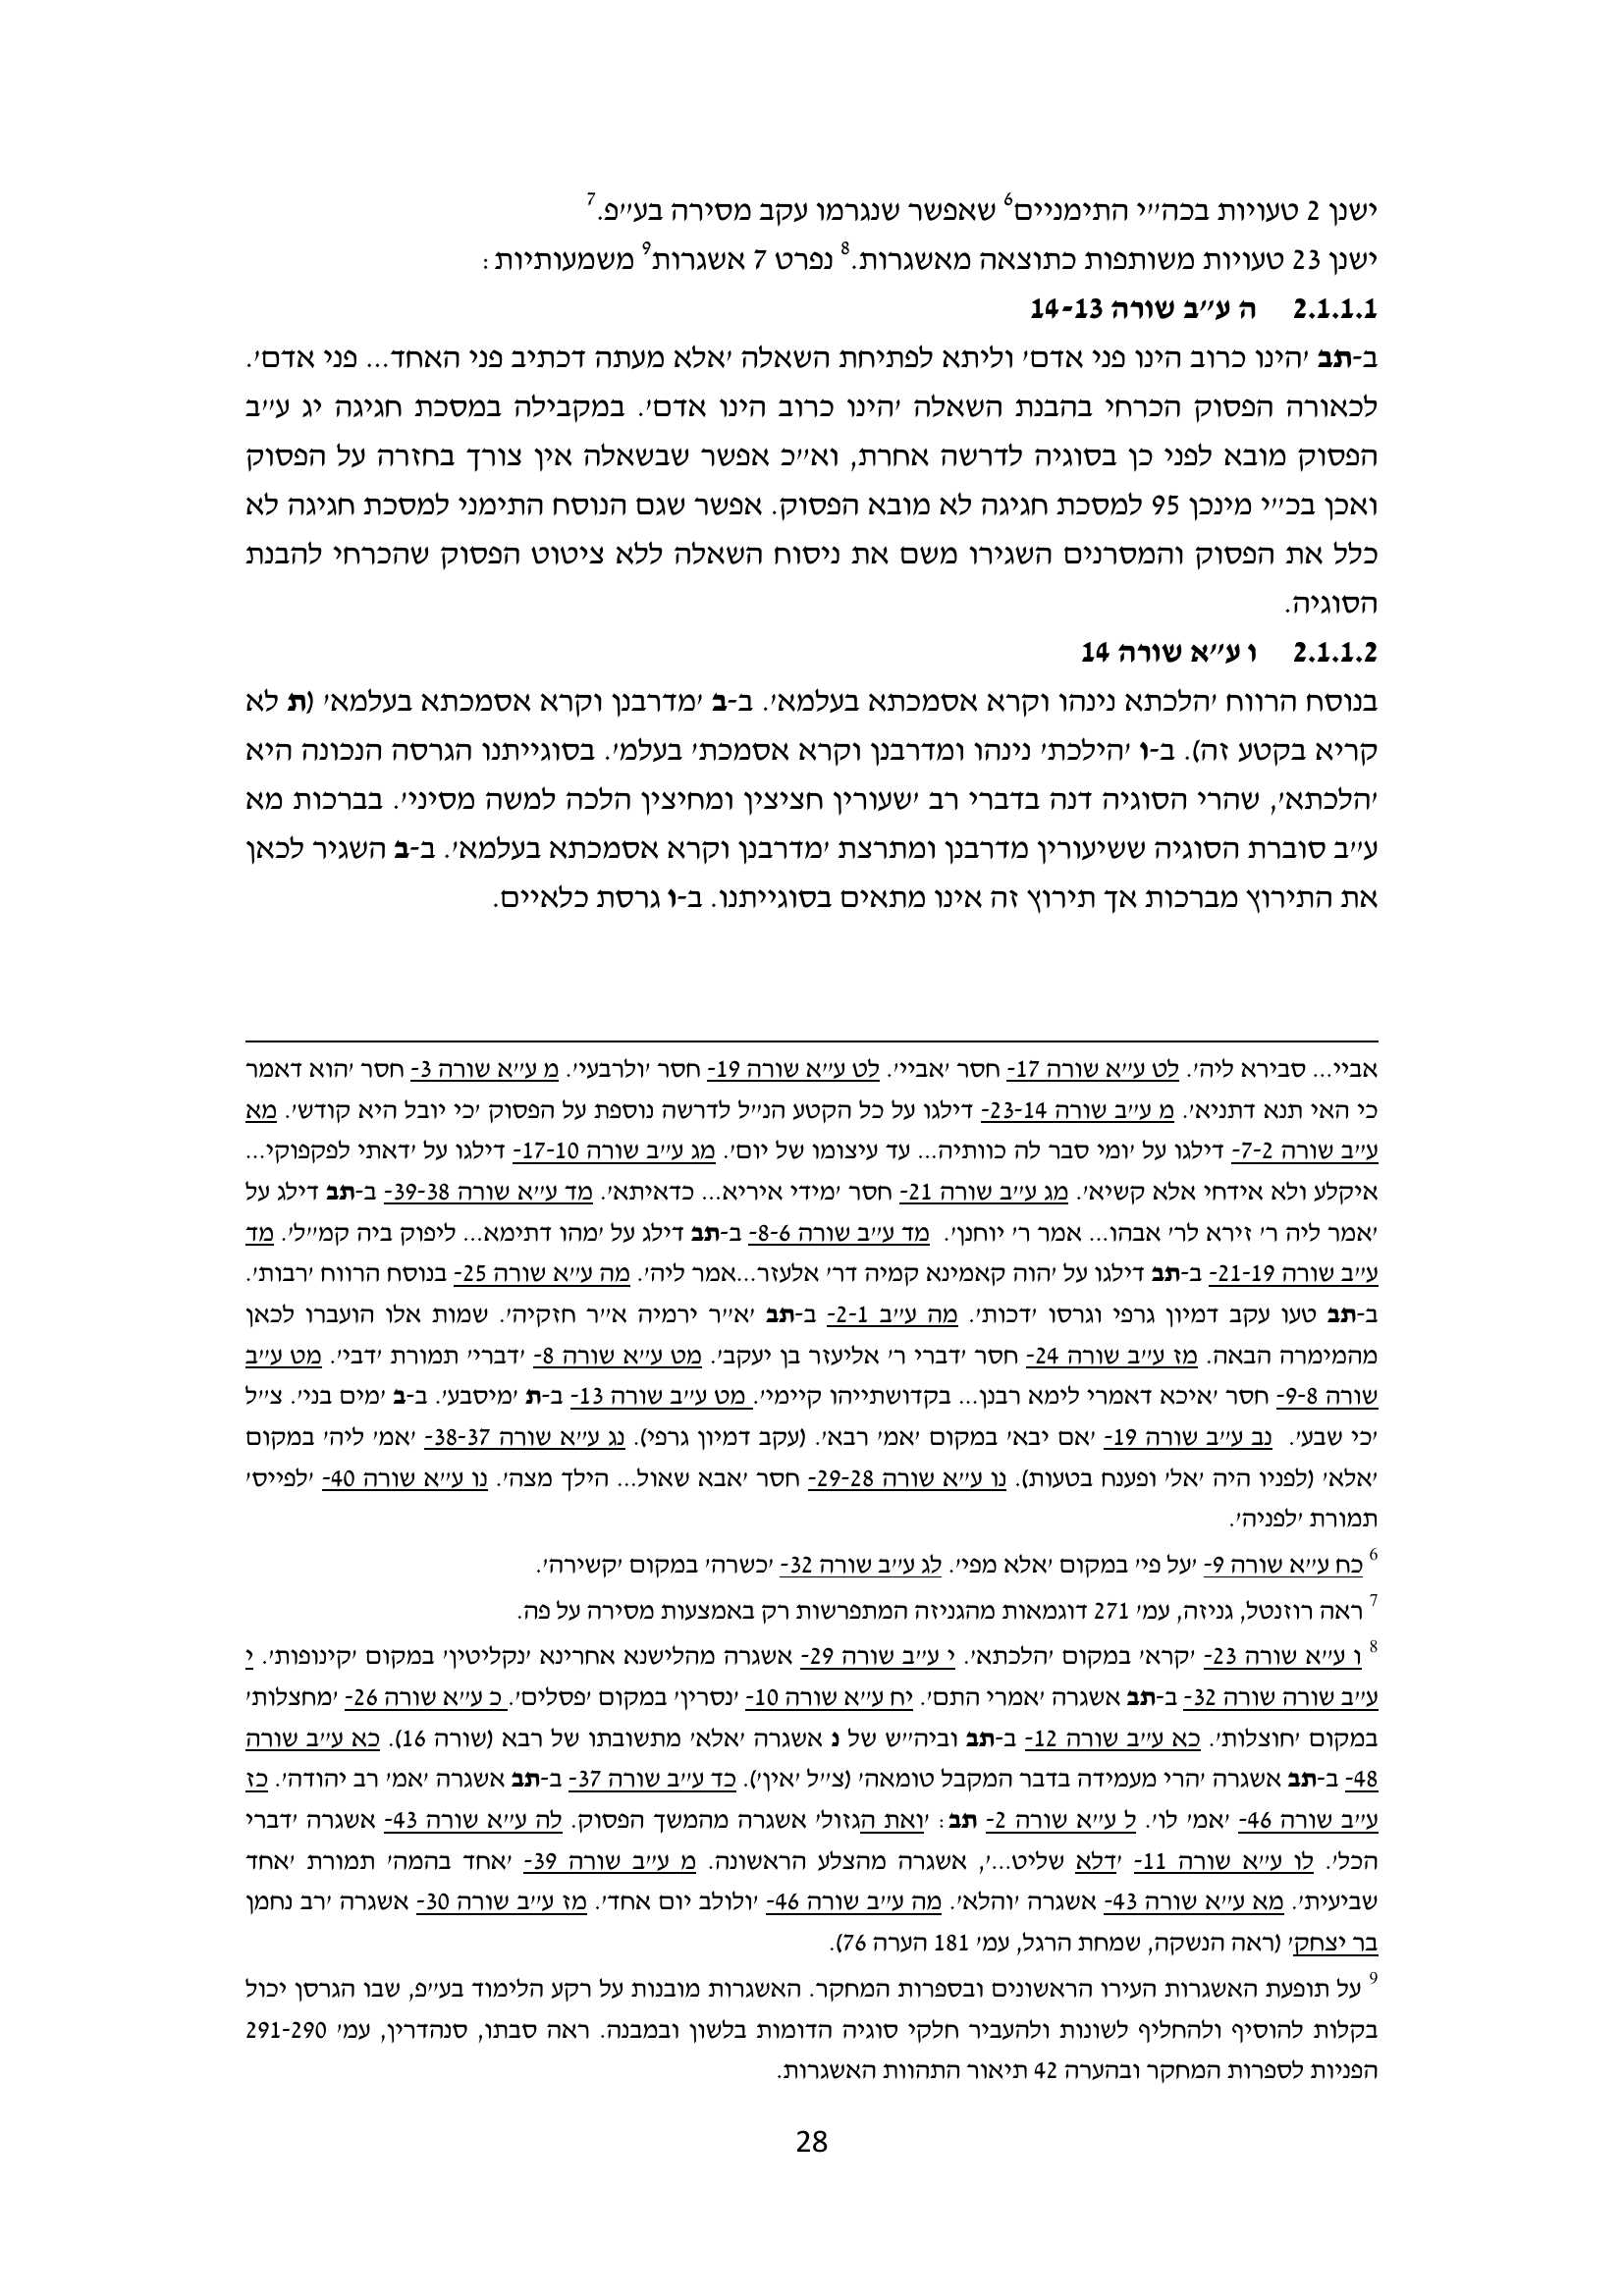 ישנן 2 טעויות בכה״י התימניים6 שאפשר שנגרמו עקב מסירה בע״פ.7
ישנן 23 טעויות משותפות כתוצאה מאשגרות.8 נפרט 7 אשגרות9 משמעותיות:
2.1.1.1 ה ע״ב שורה 14-13
ב-תב ׳הינו כרוב הינו פני אדם׳ וליתא לפתיחת השאלה ׳אלא מעתה דכתיב פני האחד... פני אדם׳.
לכאורה הפסוק הכרחי בהבנת השאלה ׳הינו כרוב הינו אדם׳. במקבילה במסכת חגיגה יג ע״ב
הפסוק מובא לפני כן בסוגיה לדרשה אחרת, וא״כ אפשר שבשאלה אין צורך בחזרה על הפסוק
ואכן בכ״י מינכן 95 למסכת חגיגה לא מובא הפסוק. אפשר שגם הנוסח התימני למסכת חגיגה לא
כלל את הפסוק והמסרנים השגירו משם את ניסוח השאלה ללא ציטוט הפסוק שהכרחי להבנת
הסוגיה.
2.1.1.2 ו ע״א שורה 14
בנוסח הרווח ׳הלכתא נינהו וקרא אסמכתא בעלמא׳. ב-ב ׳מדרבנן וקרא אסמכתא בעלמא׳ (ת לא
קריא בקטע זה). ב-ו ׳הילכת׳ נינהו ומדרבנן וקרא אסמכת׳ בעלמ׳. בסוגייתנו הגרסה הנכונה היא
׳הלכתא׳, שהרי הסוגיה דנה בדברי רב ׳שעורין חציצין ומחיצין הלכה למשה מסיני׳. בברכות מא
ע״ב סוברת הסוגיה ששיעורין מדרבנן ומתרצת ׳מדרבנן וקרא אסמכתא בעלמא׳. ב-ב השגיר לכאן
את התירוץ מברכות אך תירוץ זה אינו מתאים בסוגייתנו. ב-ו גרסת כלאיים.
אביי... סבירא ליה׳. לט ע״א שורה 17- חסר ׳אביי׳. לט ע״א שורה 19- חסר ׳ולרבעי׳. מ ע״א שורה 3- חסר ׳הוא דאמר
כי האי תנא דתניא׳. מ ע״ב שורה 23-14- דילגו על כל הקטע הנ״ל לדרשה נוספת על הפסוק ׳כי יובל היא קודש׳. מא
ע״ב שורה 7-2- דילגו על ׳ומי סבר לה כוותיה... עד עיצומו של יום׳. מג ע״ב שורה 17-10- דילגו על ׳דאתי לפקפוקי...
איקלע ולא אידחי אלא קשיא׳. מג ע״ב שורה 21- חסר ׳מידי איריא... כדאיתא׳. מד ע״א שורה 39-38- ב-תב דילג על
׳אמר ליה ר׳ זירא לר׳ אבהו... אמר ר׳ יוחנן׳. מד ע״ב שורה 8-6- ב-תב דילג על ׳מהו דתימא... ליפוק ביה קמ״ל׳. מד
ע״ב שורה 21-19- ב-תב דילגו על ׳הוה קאמינא קמיה דר׳ אלעזר...אמר ליה׳. מה ע״א שורה 25- בנוסח הרווח ׳רבות׳.
ב-תב טעו עקב דמיון גרפי וגרסו ׳דכות׳. מה ע״ב 2-1- ב-תב ׳א״ר ירמיה א״ר חזקיה׳. שמות אלו הועברו לכאן
מהמימרה הבאה. מז ע״ב שורה 24- חסר ׳דברי ר׳ אליעזר בן יעקב׳. מט ע״א שורה 8- ׳דברי׳ תמורת ׳דבי׳. מט ע״ב
שורה 9-8- חסר ׳איכא דאמרי לימא רבנן... בקדושתייהו קיימי׳. מט ע״ב שורה 13- ב-ת ׳מיסבע׳. ב-ב ׳מים בני׳. צ״ל
׳כי שבע׳. נב ע״ב שורה 19- ׳אם יבא׳ במקום ׳אמ׳ רבא׳. (עקב דמיון גרפי). נג ע״א שורה 38-37- ׳אמ׳ ליה׳ במקום
׳אלא׳ (לפניו היה ׳אל׳ ופענח בטעות). נו ע״א שורה 29-28- חסר ׳אבא שאול... הילך מצה׳. נו ע״א שורה 40- ׳לפייס׳
תמורת ׳לפניה׳.
6 כח ע״א שורה 9- ׳על פי׳ במקום ׳אלא מפי׳. לג ע״ב שורה 32- ׳כשרה׳ במקום ׳קשירה׳.
7 ראה רוזנטל, גניזה, עמ׳ 271 דוגמאות מהגניזה המתפרשות רק באמצעות מסירה על פה.
8 ו ע״א שורה 23- ׳קרא׳ במקום ׳הלכתא׳. י ע״ב שורה 29- אשגרה מהלישנא אחרינא ׳נקליטין׳ במקום ׳קינופות׳. י
ע״ב שורה שורה 32- ב-תב אשגרה ׳אמרי התם׳. יח ע״א שורה 10- ׳נסרין׳ במקום ׳פסלים׳. כ ע״א שורה 26- ׳מחצלות׳
במקום ׳חוצלות׳. כא ע״ב שורה 12- ב-תב וביה״ש של נ אשגרה ׳אלא׳ מתשובתו של רבא (שורה 16). כא ע״ב שורה
48- ב-תב אשגרה ׳הרי מעמידה בדבר המקבל טומאה׳ (צ״ל ׳אין׳). כד ע״ב שורה 37- ב-תב אשגרה ׳אמ׳ רב יהודה׳. כז
ע״ב שורה 46- ׳אמ׳ לו׳. ל ע״א שורה 2- תב: ׳ואת הגזול׳ אשגרה מהמשך הפסוק. לה ע״א שורה 43- אשגרה ׳דברי
הכל׳. לו ע״א שורה 11- ׳דלא שליט...׳, אשגרה מהצלע הראשונה. מ ע״ב שורה 39- ׳אחד בהמה׳ תמורת ׳אחד
שביעית׳. מא ע״א שורה 43- אשגרה ׳והלא׳. מה ע״ב שורה 46- ׳ולולב יום אחד׳. מז ע״ב שורה 30- אשגרה ׳רב נחמן
בר יצחק׳ (ראה הנשקה, שמחת הרגל, עמ׳ 181 הערה 76).
9 על תופעת האשגרות העירו הראשונים ובספרות המחקר. האשגרות מובנות על רקע הלימוד בע״פ, שבו הגרסן יכול
בקלות להוסיף ולהחליף לשונות ולהעביר חלקי סוגיה הדומות בלשון ובמבנה. ראה סבתו, סנהדרין, עמ׳ 291-290
הפניות לספרות המחקר ובהערה 42 תיאור התהוות האשגרות.
28